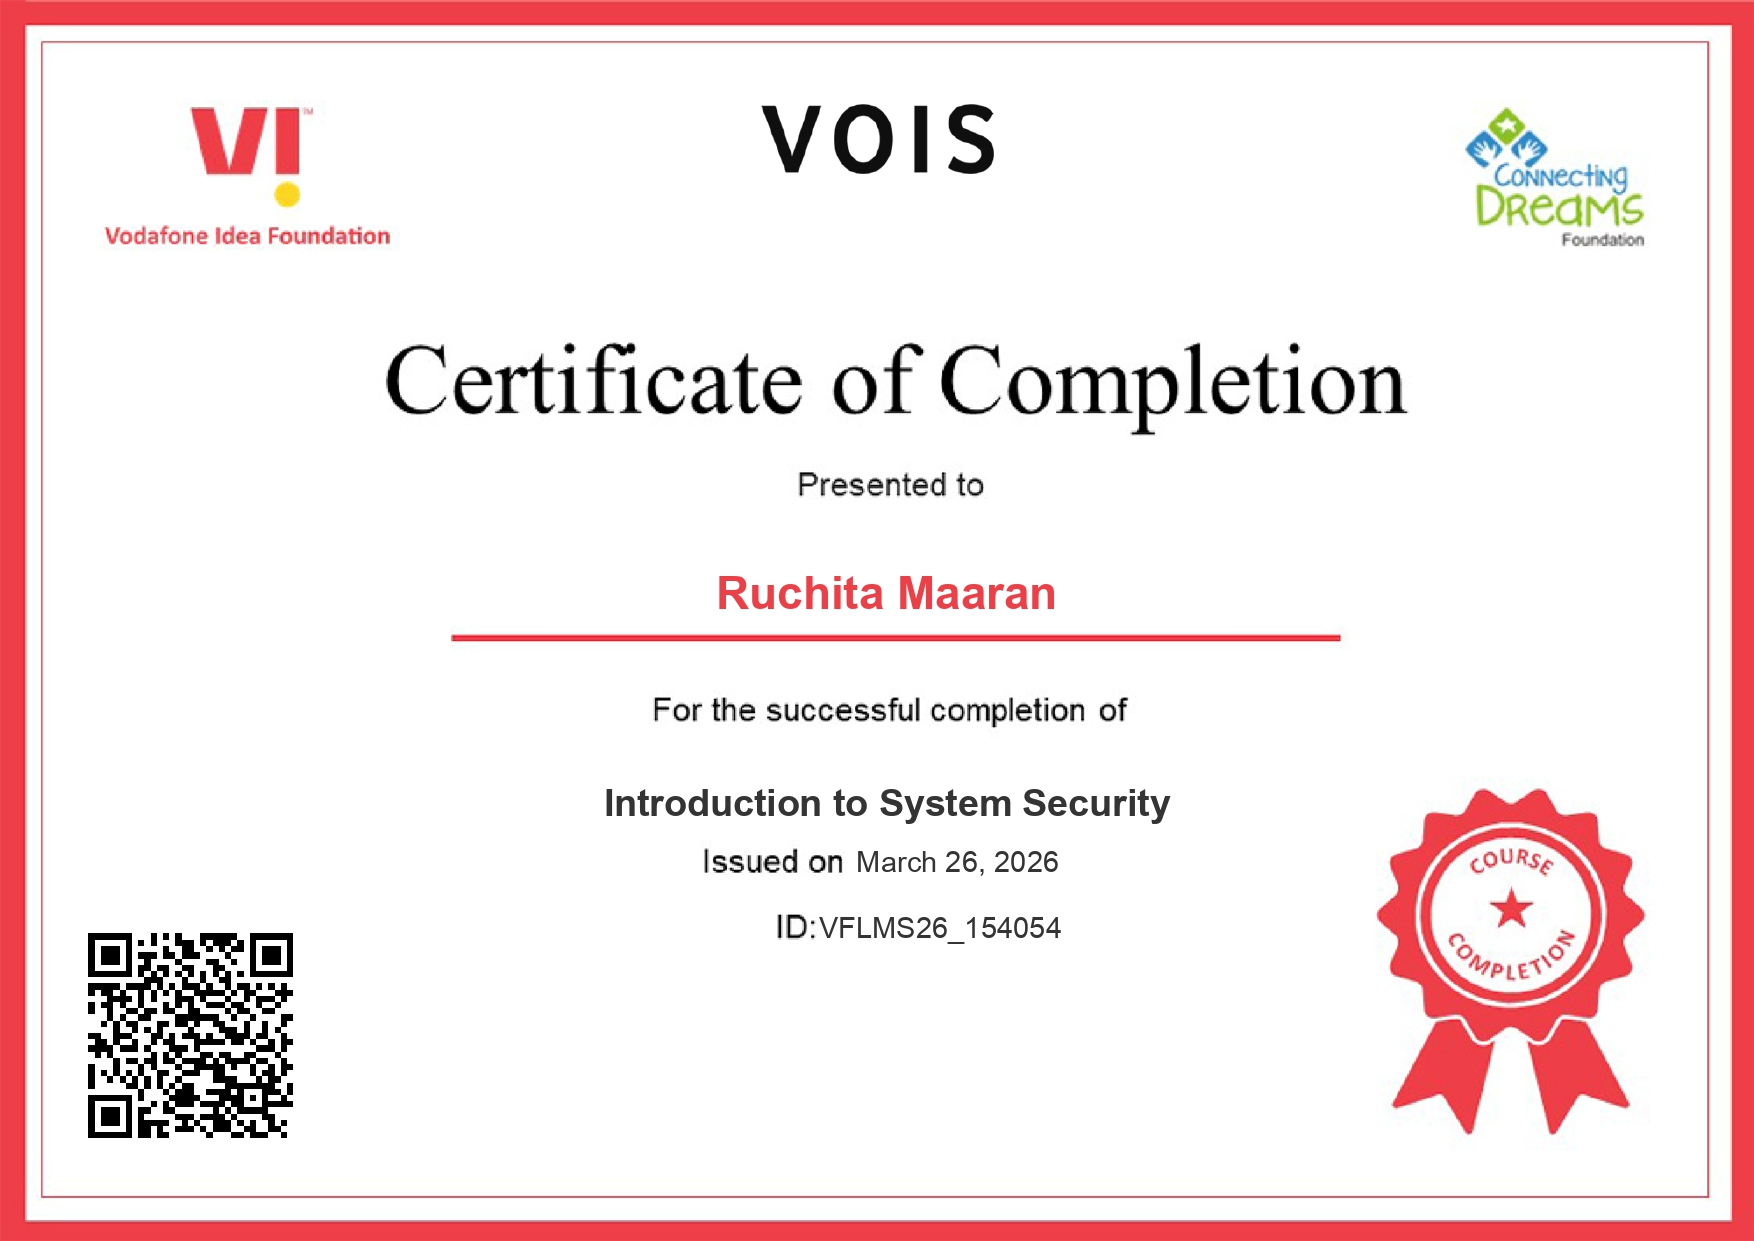 VI™
Vodafone Idea Foundation
VOIS
Connecting
Dreams
Foundation
Certificate of Completion
Presented to
Ruchita Maaran
For the successful completion of
Introduction to System Security
Issued on March 26, 2026
ID:VFLMS26_154054
COURSE
COMPLETION